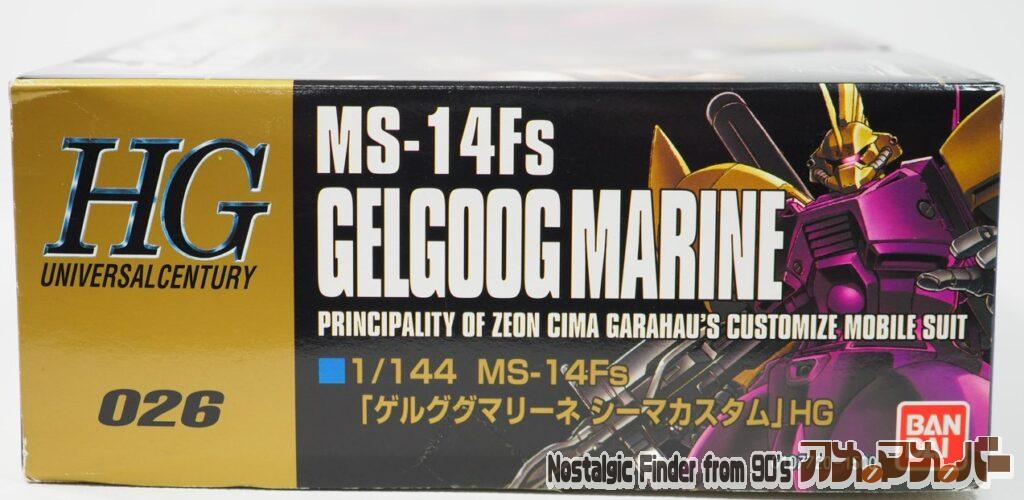 HG
UNIVERSALCENTURY
026
MS-14Fs
GELGOOG MARINE
PRINCIPALITY OF ZEON CIMA GARAHAU'S CUSTOMIZE MOBILE SUIT
■1/144 MS-14Fs
「ゲルググマリーネ シーマカスタム」HG
BAN
DAI
Nostalgic Finder from 90's